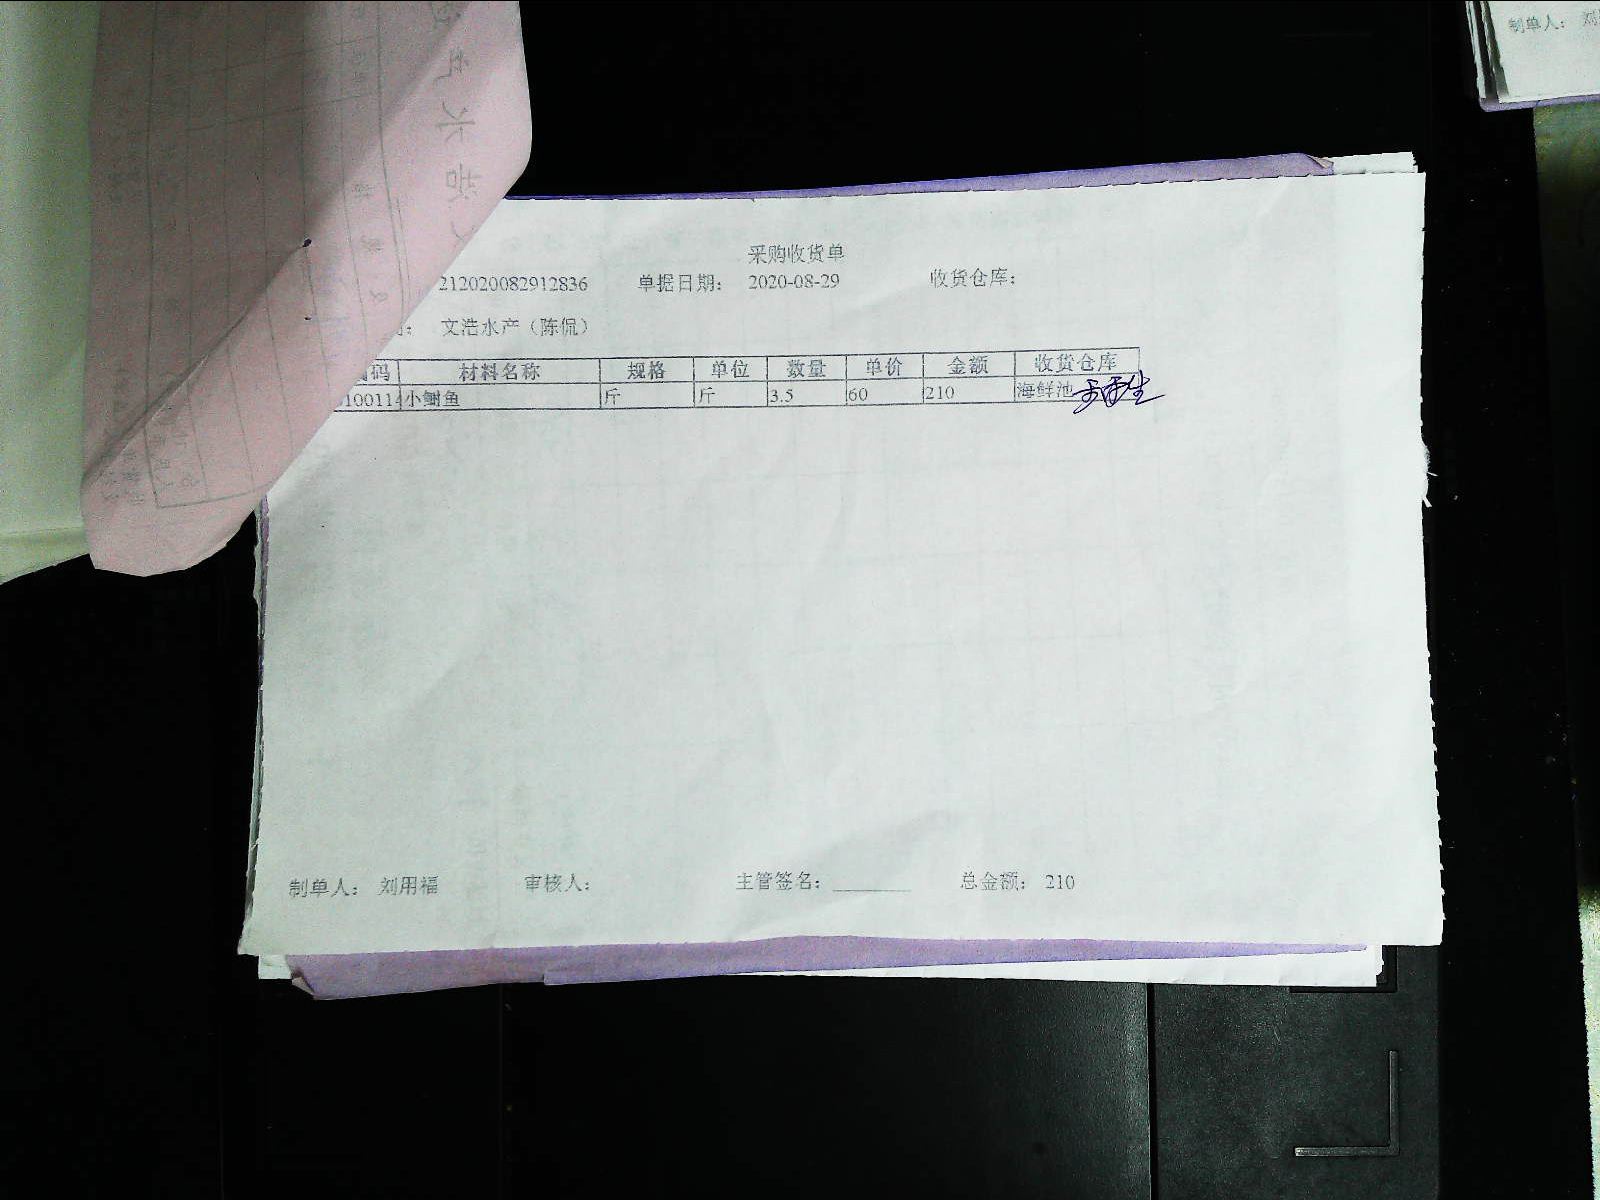 采购收货单
212020082912836 单据日期： 2020-08-29 收货仓库：
文浩水产（陈侃）
码 材料名称 规格 单位 数量 单价 金额 收货仓库
100114 小鲥鱼 斤 斤 3.5 60 210 海鲜池
制单人： 刘用福 审核人： 主管签名： 总金额： 210
制单人：